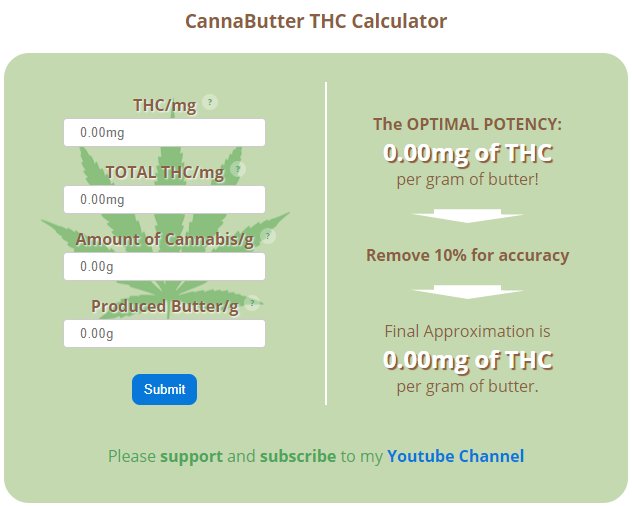 CannaButter THC Calculator
THC/mg ?
0.00mg
TOTAL THC/mg ?
0.00mg
Amount of Cannabis/g ?
0.00g
Produced Butter/g ?
0.00g
Submit
The OPTIMAL POTENCY:
0.00mg of THC
per gram of butter!
Remove 10% for accuracy
Final Approximation is
0.00mg of THC
per gram of butter.
Please support and subscribe to my Youtube Channel